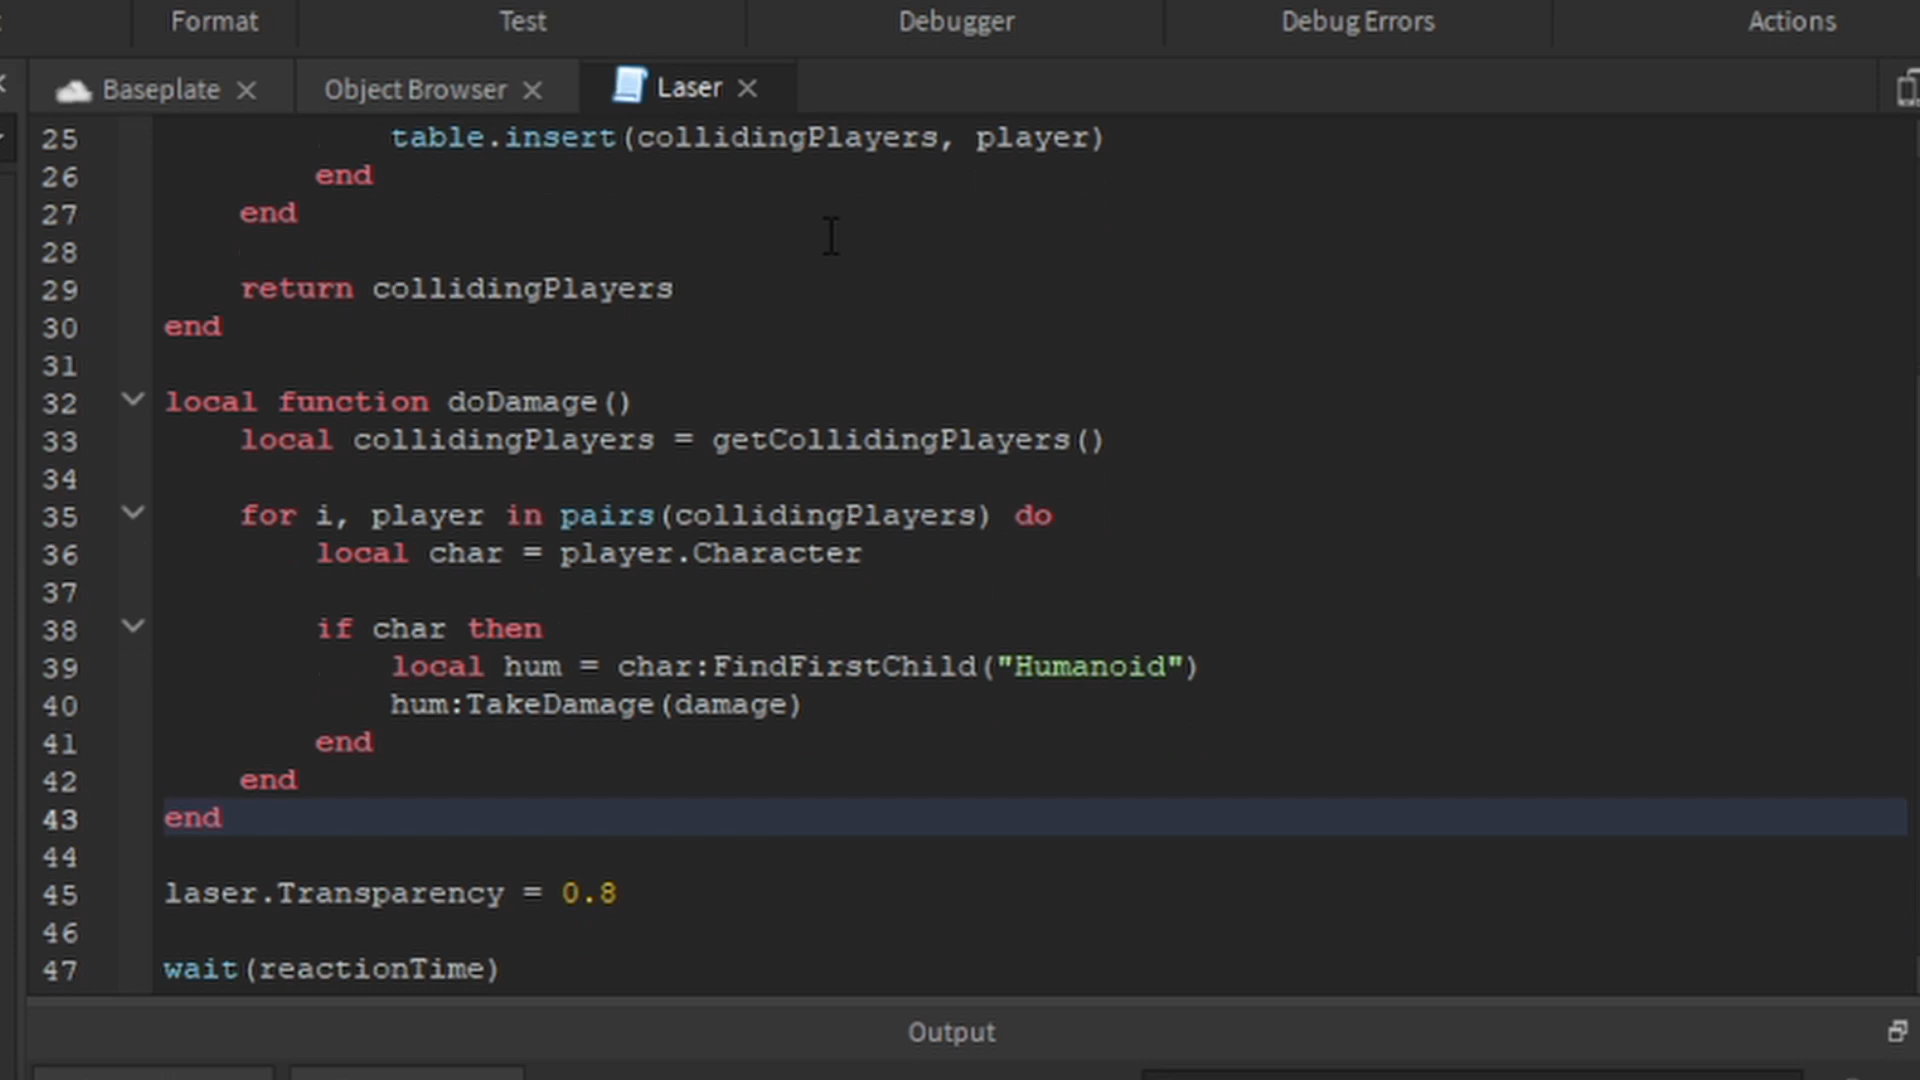 Format Test Debugger Debug Errors Actions
Baseplate Object Browser Laser
25 table.insert(collidingPlayers, player)
26 end
27 end
28
29 return collidingPlayers
30 end
31
32 local function doDamage()
33 local collidingPlayers = getCollidingPlayers()
34
35 for i, player in pairs(collidingPlayers) do
36 local char = player.Character
37
38 if char then
39 local hum = char:FindFirstChild("Humanoid")
40 hum:TakeDamage(damage)
41 end
42 end
43 end
44
45 laser.Transparency = 0.8
46
47 wait(reactionTime)
Output